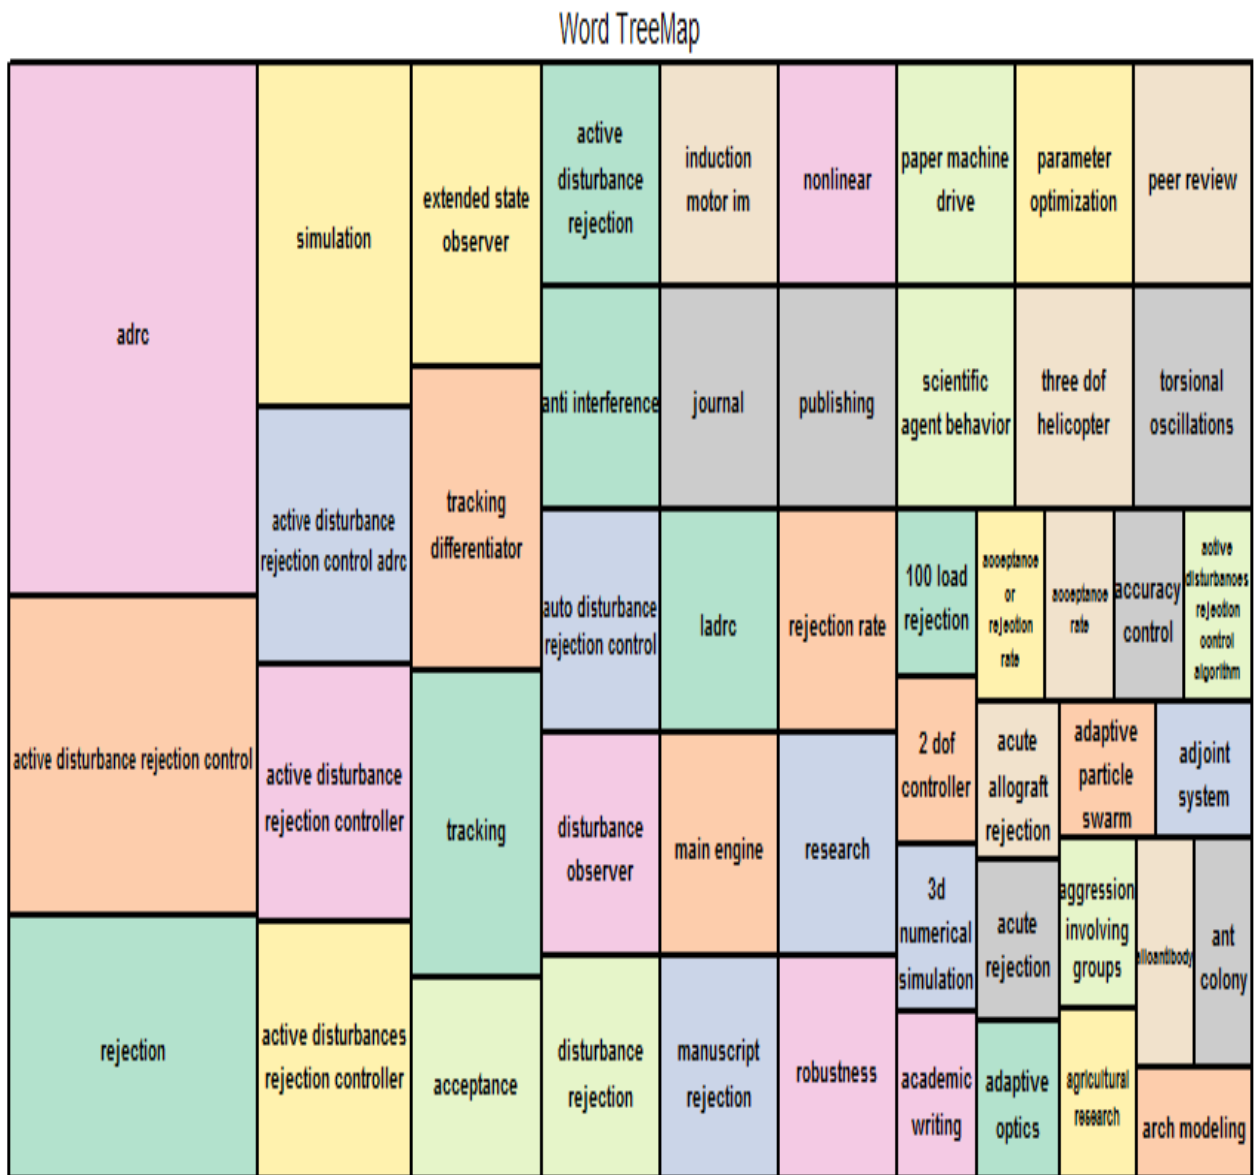 Word TreeMap
adrc
active disturbance rejection control
rejection
simulation
active disturbance
rejection control adrc
active disturbance
rejection controller
active disturbances
rejection controller
extended state
observer
tracking
differentiator
tracking
acceptance
active
disturbance
rejection
induction
motor im
nonlinear
paper machine
drive
parameter
optimization
peer review
anti interference
journal
publishing
scientific
agent behavior
three dof
helicopter
torsional
oscillations
auto disturbance
rejection control
ladrc
rejection rate
disturbance
observer
main engine
research
disturbance
rejection
manuscript
rejection
robustness
100 load
rejection
2 dof
controller
3d
numerical
simulation
academic
writing
acceptance
or
rejection
rate
acceptance
rate
accuracy
control
active
disturbances
rejection
control
algorithm
acute
allograft
rejection
adaptive
particle
swarm
adjoint
system
acute
rejection
adaptive
optics
aggression
involving
groups
agricultural
research
alloantibody
ant
colony
arch modeling